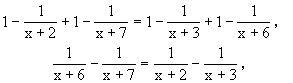 1 − 1/(x + 2) + 1 − 1/(x + 7) = 1 − 1/(x + 3) + 1 − 1/(x + 6) ,
1/(x + 6) − 1/(x + 7) = 1/(x + 2) − 1/(x + 3) ,